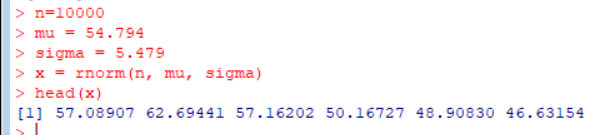 > n=10000
> mu = 54.794
> sigma = 5.479
> x = rnorm(n, mu, sigma)
> head(x)
[1] 57.08907 62.69441 57.16202 50.16727 48.90830 46.63154
>